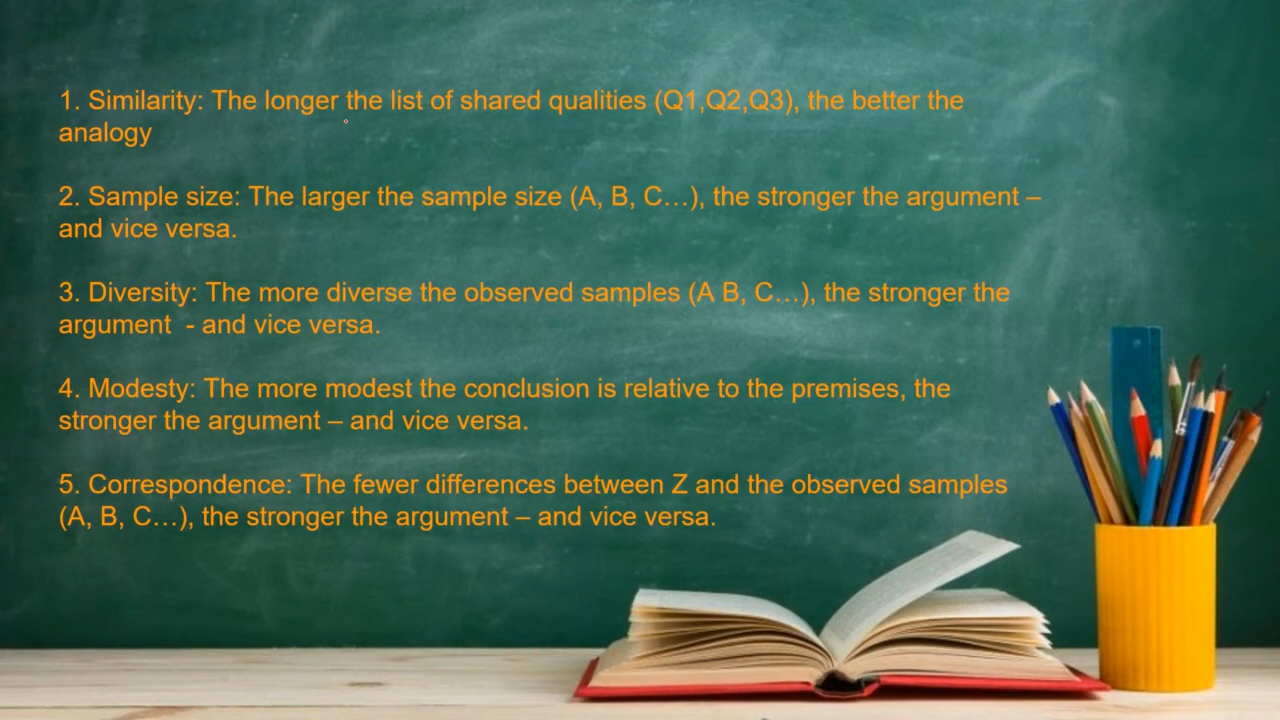 1. Similarity: The longer the list of shared qualities (Q1,Q2,Q3), the better the
analogy
2. Sample size: The larger the sample size (A, B, C…), the stronger the argument –
and vice versa.
3. Diversity: The more diverse the observed samples (A B, C…), the stronger the
argument  - and vice versa.
4. Modesty: The more modest the conclusion is relative to the premises, the
stronger the argument – and vice versa.
5. Correspondence: The fewer differences between Z and the observed samples
(A, B, C…), the stronger the argument – and vice versa.